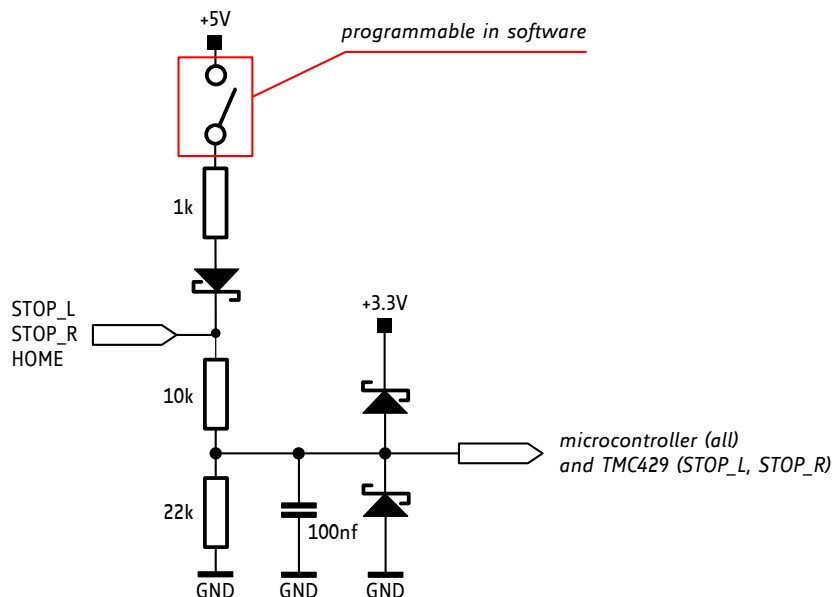 +5V
programmable in software
1k
STOP_L
STOP_R
HOME
+3.3V
10k
microcontroller (all)
and TMC429 (STOP_L, STOP_R)
22k
100nf
GND
GND
GND